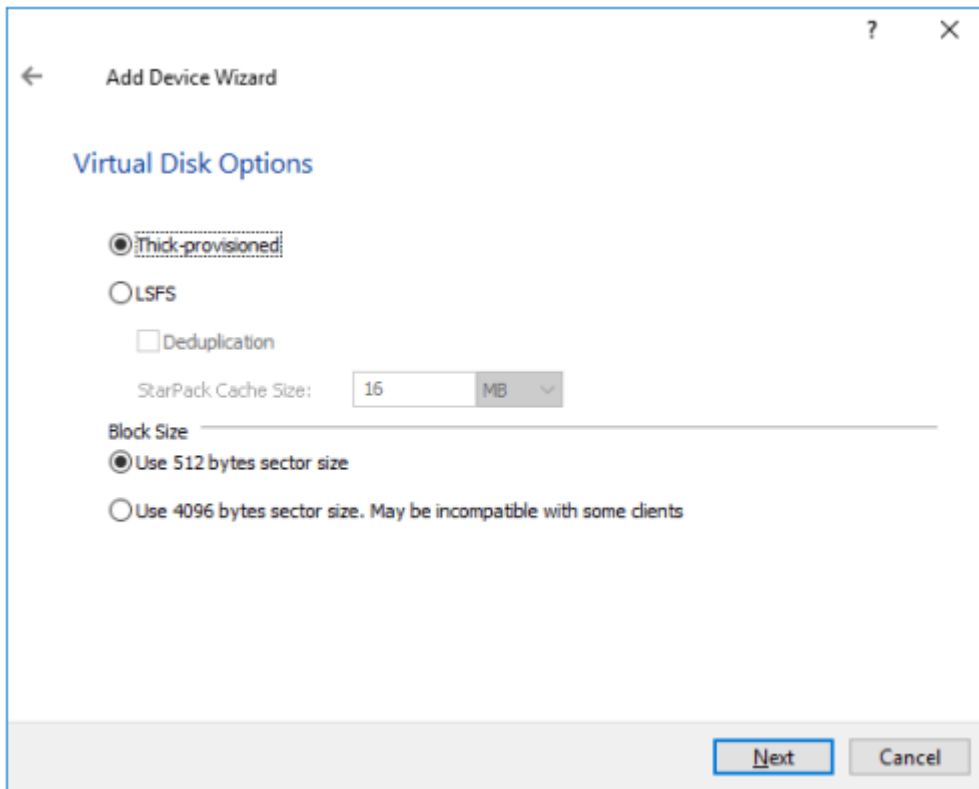 ?
Add Device Wizard
Virtual Disk Options
Thick-provisioned
LSFS
Deduplication
StarPack Cache Size: 16 MB
Block Size
Use 512 bytes sector size
Use 4096 bytes sector size. May be incompatible with some clients
Next Cancel